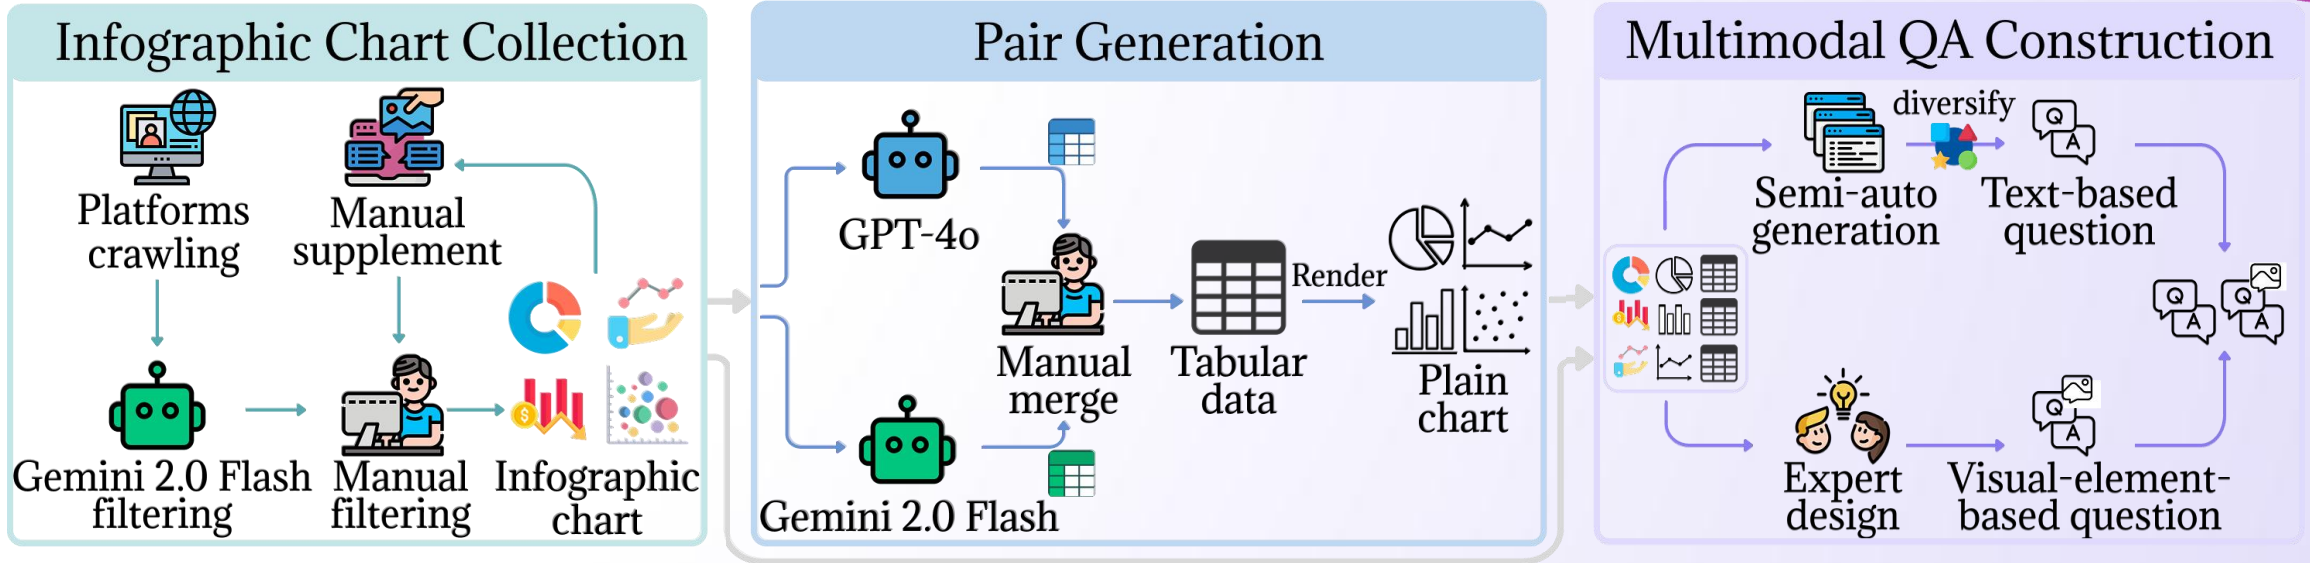 Infographic Chart Collection
Platforms
crawling
Manual
supplement
Gemini 2.0 Flash
filtering
Manual
filtering
Infographic
chart
Pair Generation
GPT-4o
Gemini 2.0 Flash
Manual
merge
Tabular
data
Render
Plain
chart
Multimodal QA Construction
Semi-auto
generation
diversify
Q
A
Text-based
question
Expert
design
Q
A
Visual-element-
based question
Q
A
Q
A